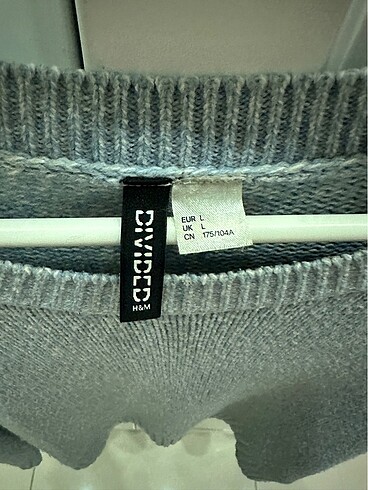 DIVIDED
H&M
EUR L
UK L
CN 175/104A